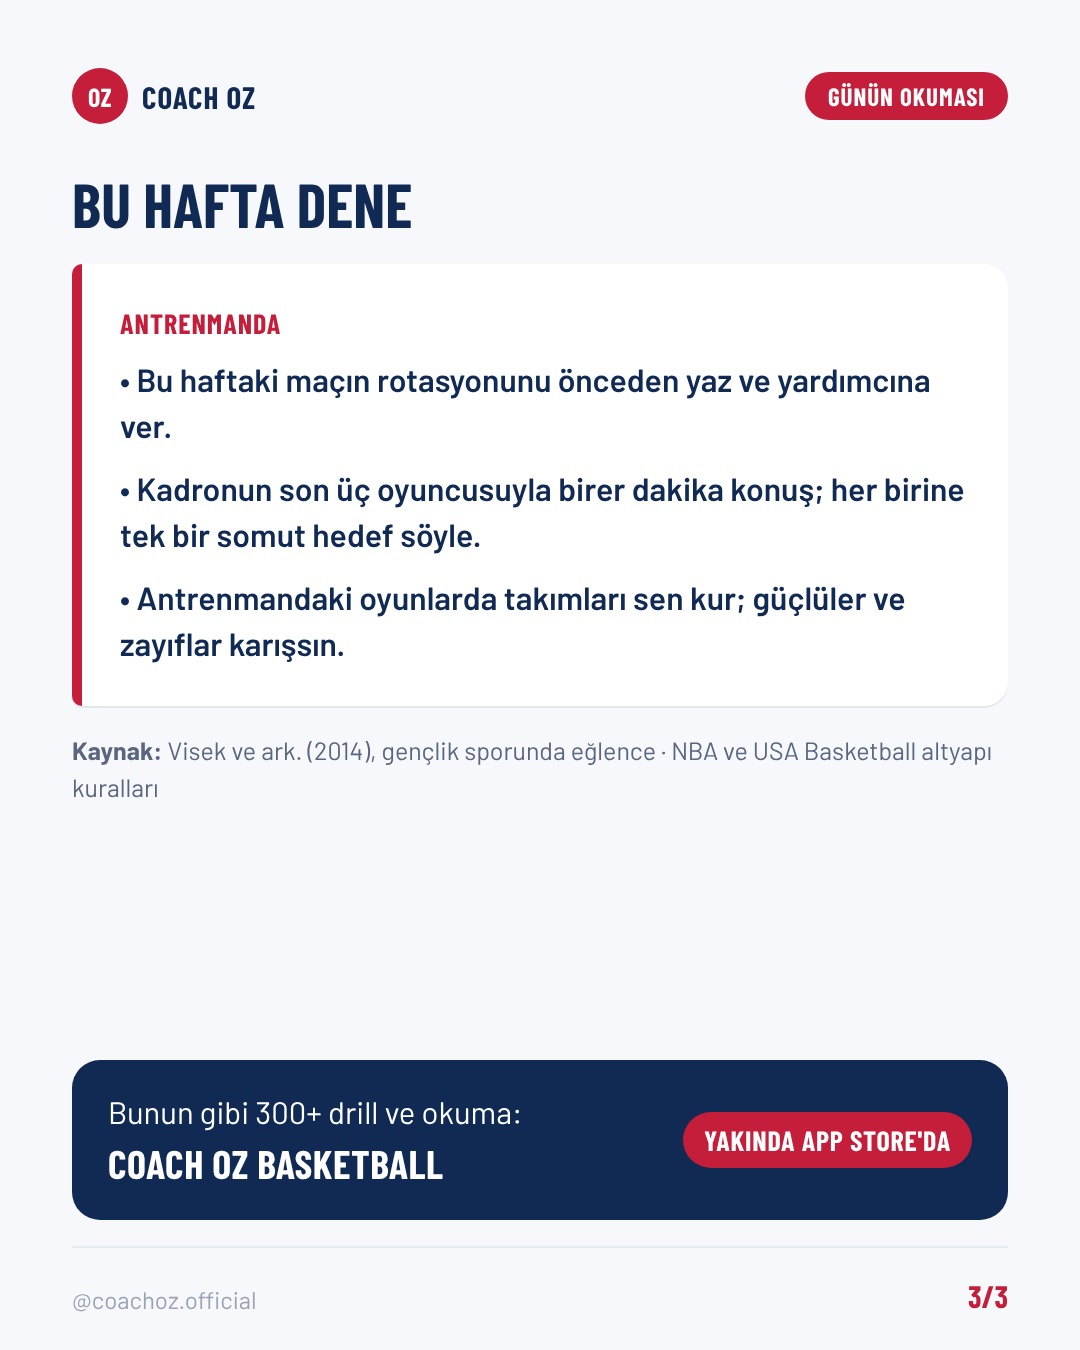 OZ COACH OZ
GÜNÜN OKUMASI
BU HAFTA DENE
ANTRENMANDA
• Bu haftaki maçın rotasyonunu önceden yaz ve yardımcına
ver.
• Kadronun son üç oyuncusuyla birer dakika konuş; her birine
tek bir somut hedef söyle.
• Antrenmandaki oyunlarda takımları sen kur; güçlüler ve
zayıflar karışsın.
Kaynak: Visek ve ark. (2014), gençlik sporunda eğlence · NBA ve USA Basketball altyapı
kuralları
Bunun gibi 300+ drill ve okuma:
COACH OZ BASKETBALL
YAKINDA APP STORE'DA
@coachoz.official
3/3